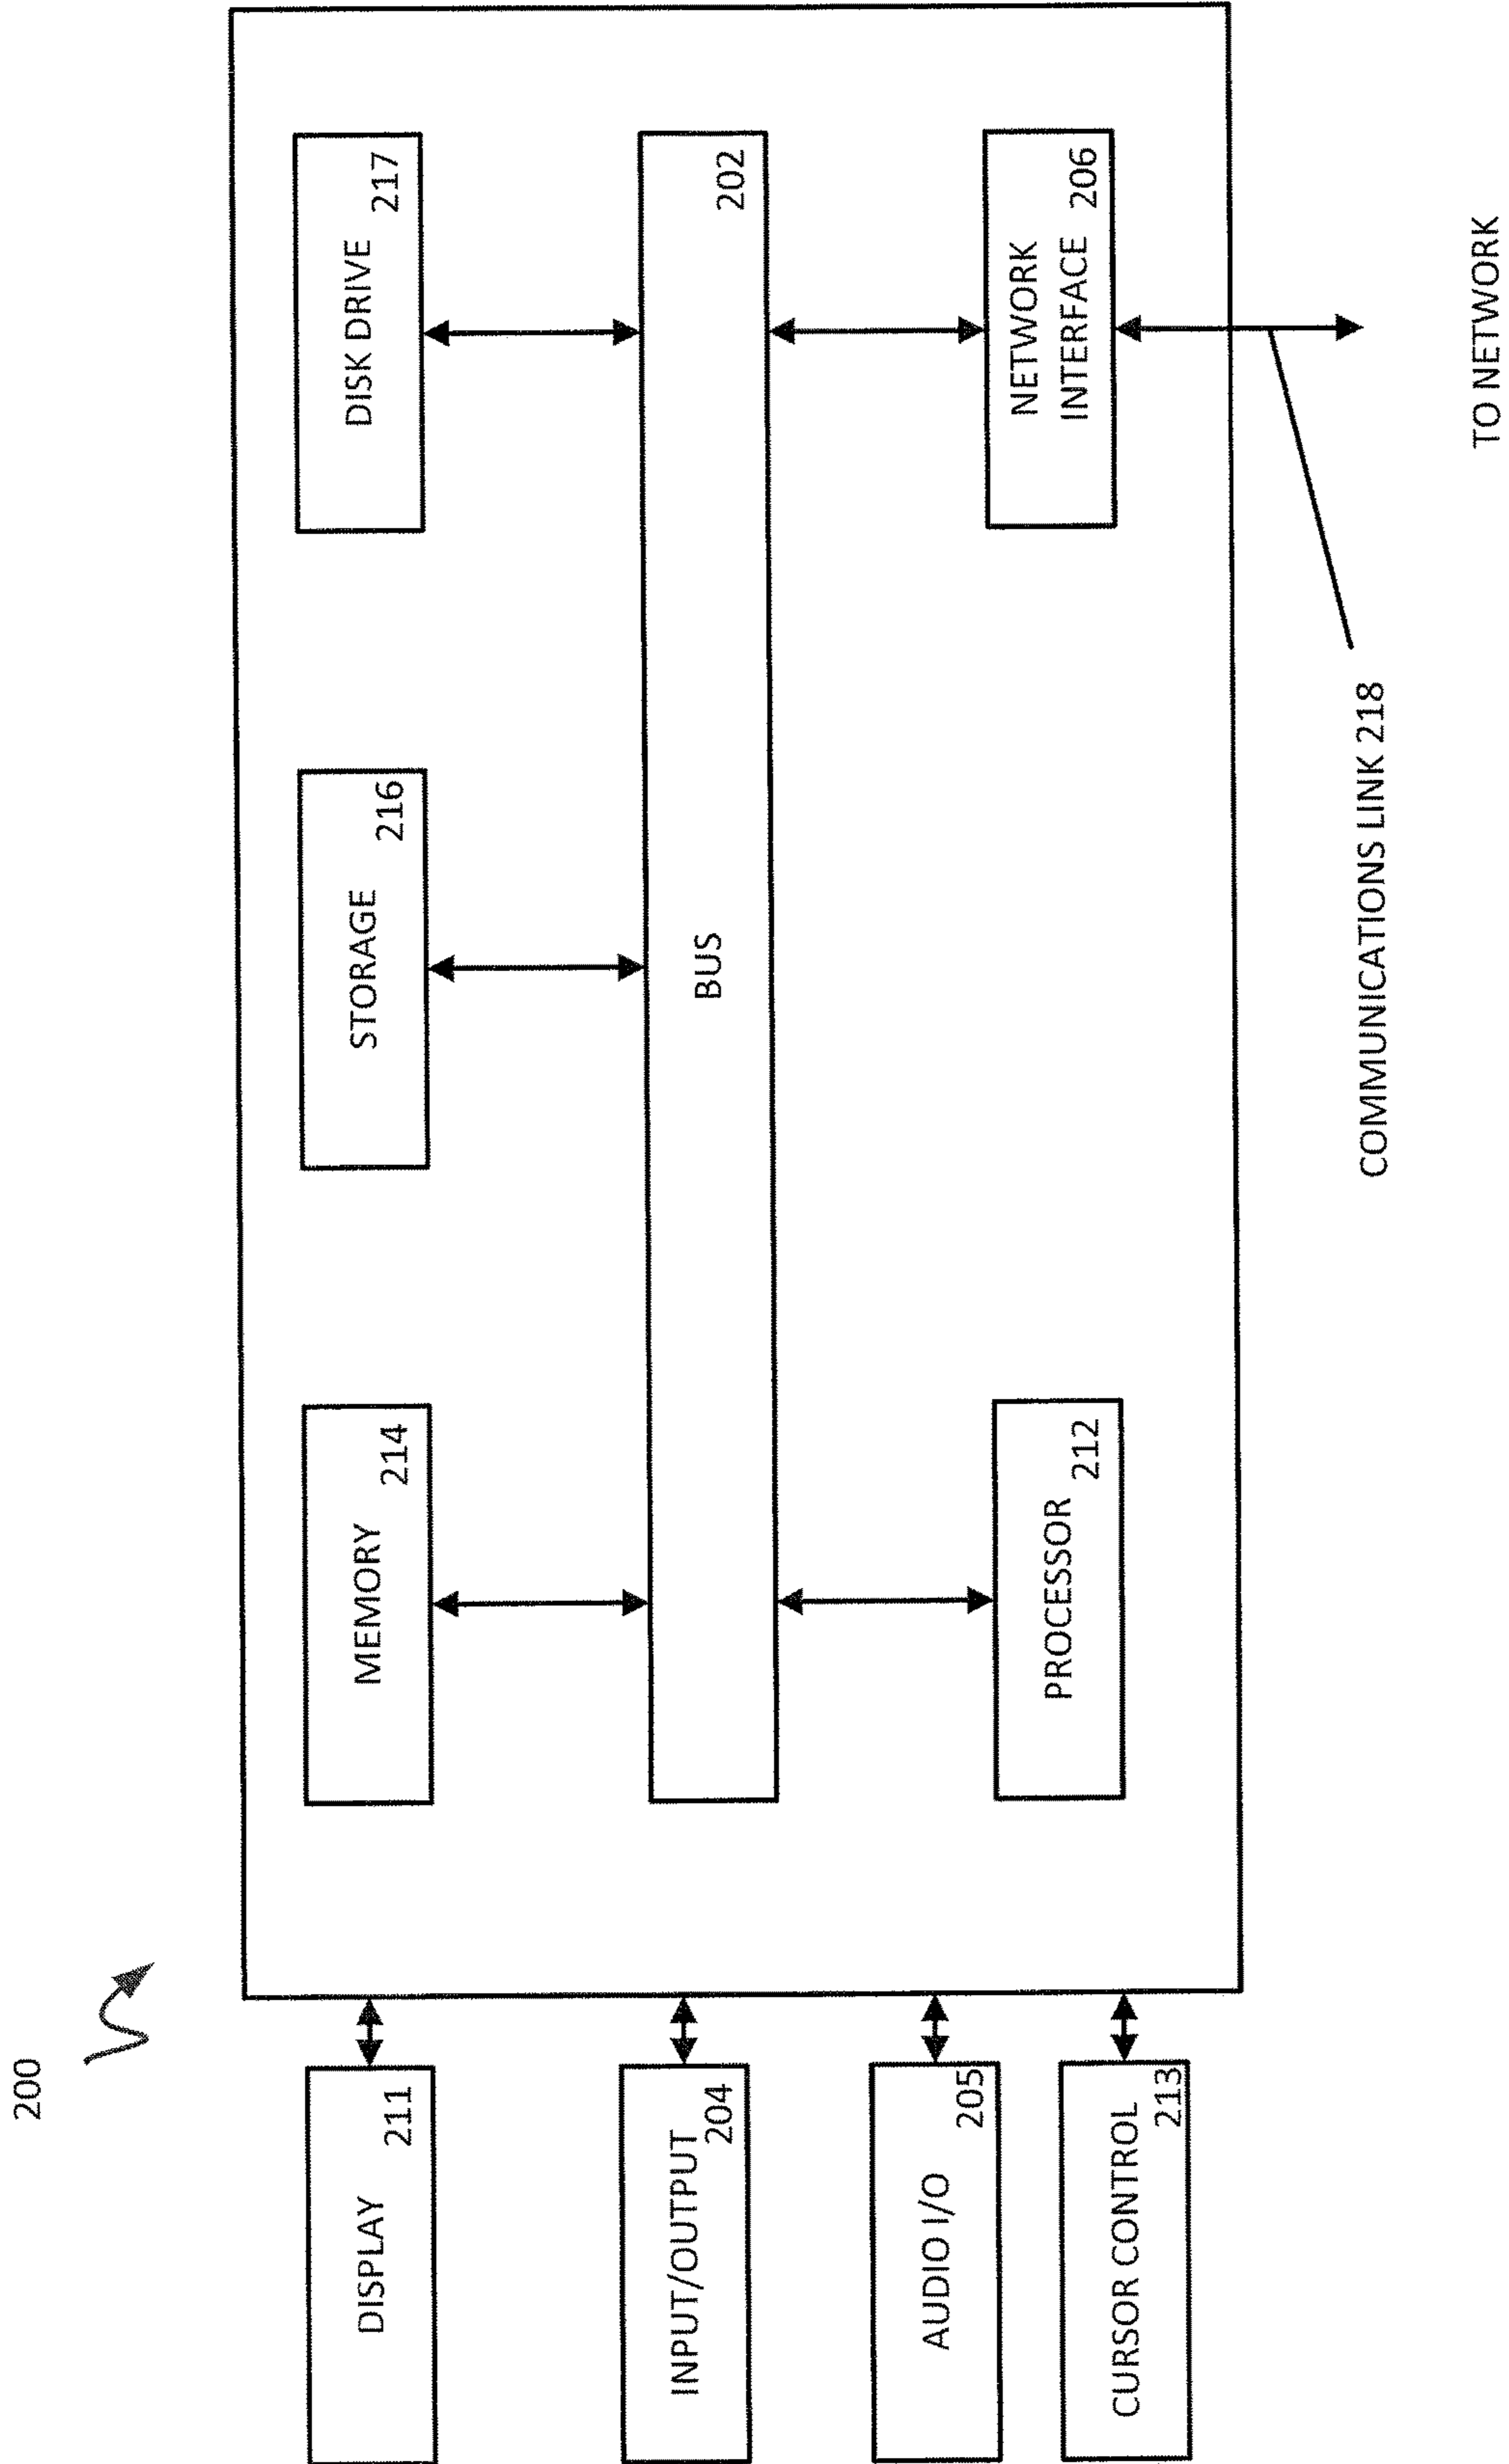 200
DISPLAY
211
INPUT/OUTPUT
204
AUDIO I/O
205
CURSOR CONTROL
213
MEMORY
214
STORAGE
216
DISK DRIVE
217
BUS
202
PROCESSOR
212
NETWORK
INTERFACE
206
COMMUNICATIONS LINK 218
TO NETWORK